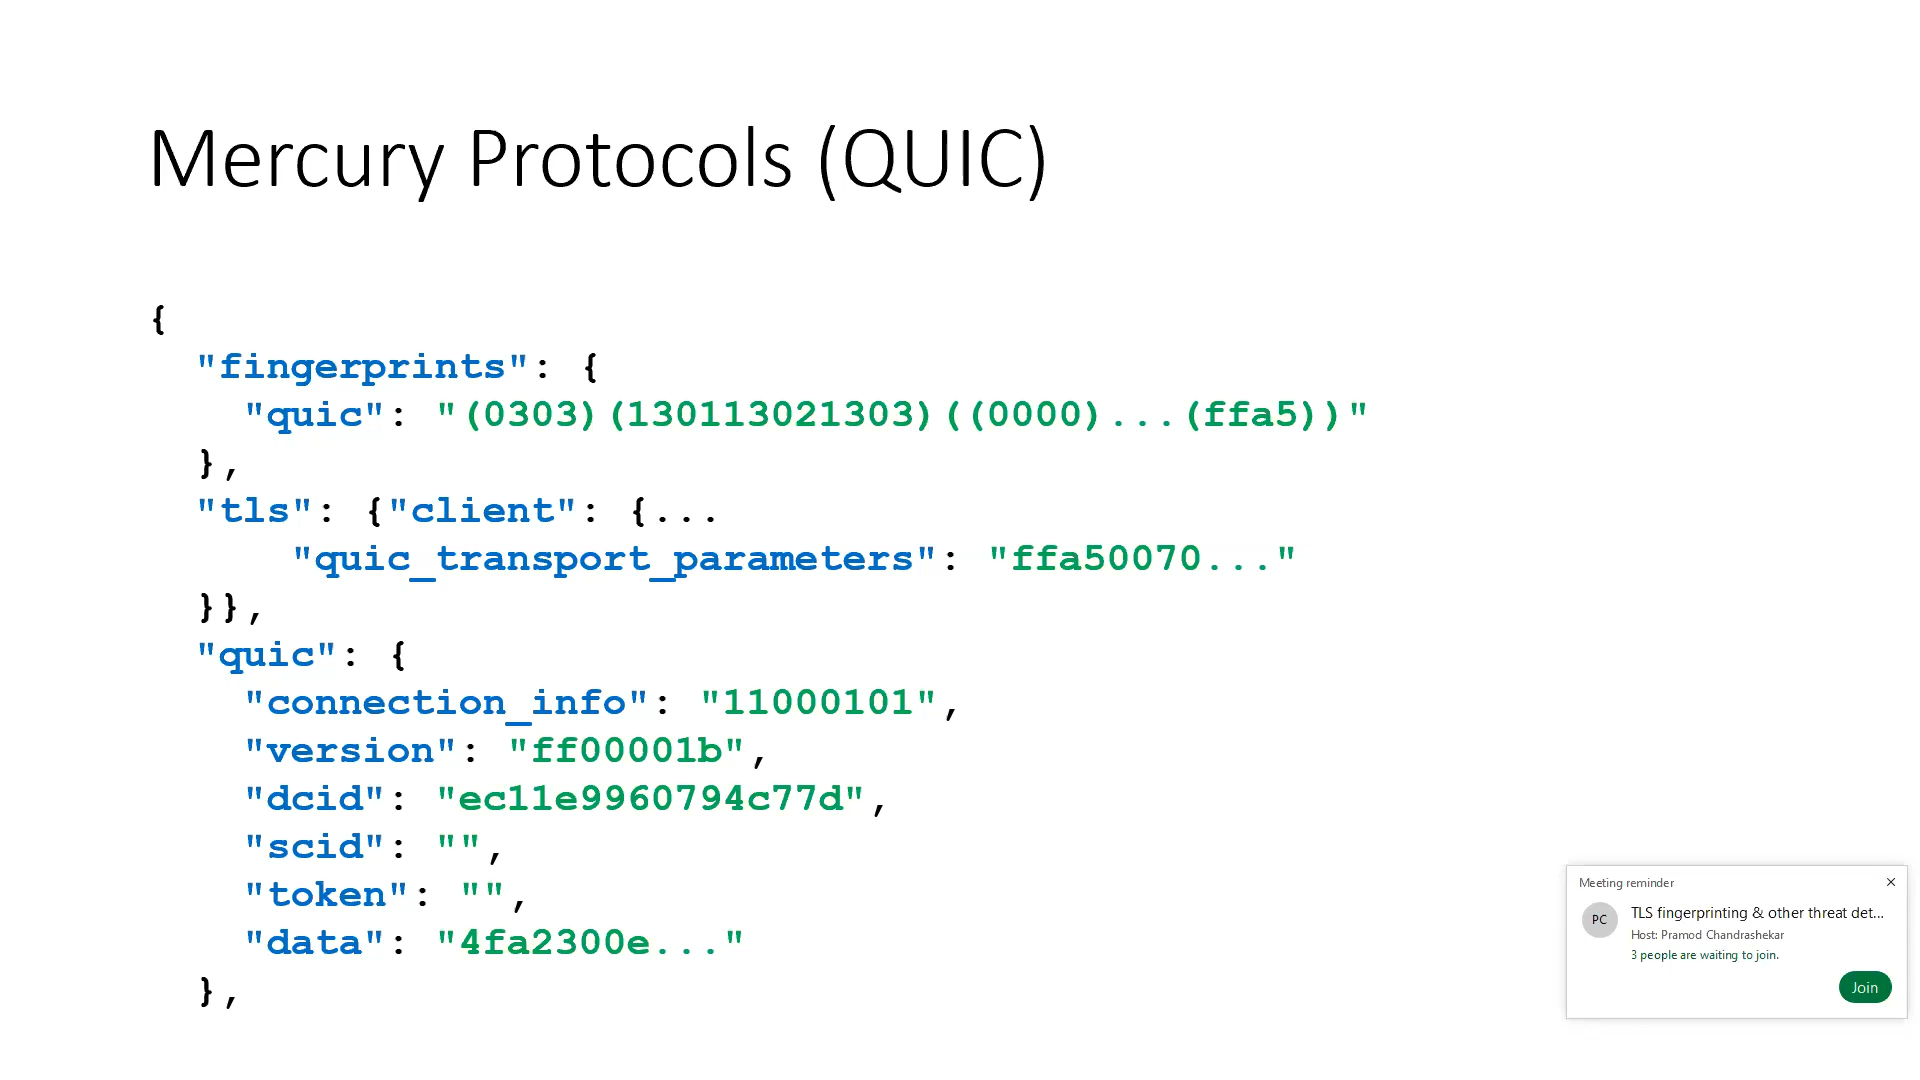 Mercury Protocols (QUIC)
{
"fingerprints": {
"quic": "(0303)(130113021303)((0000)...(ffa5))"
},
"tls": {"client": {...
"quic_transport_parameters": "ffa50070..."
}},
"quic": {
"connection_info": "11000101",
"version": "ff00001b",
"dcid": "ec11e9960794c77d",
"scid": "",
"token": "",
"data": "4fa2300e..."
},
Meeting reminder
PC
TLS fingerprinting & other threat det...
Host: Pramod Chandrashekar
3 people are waiting to join.
Join